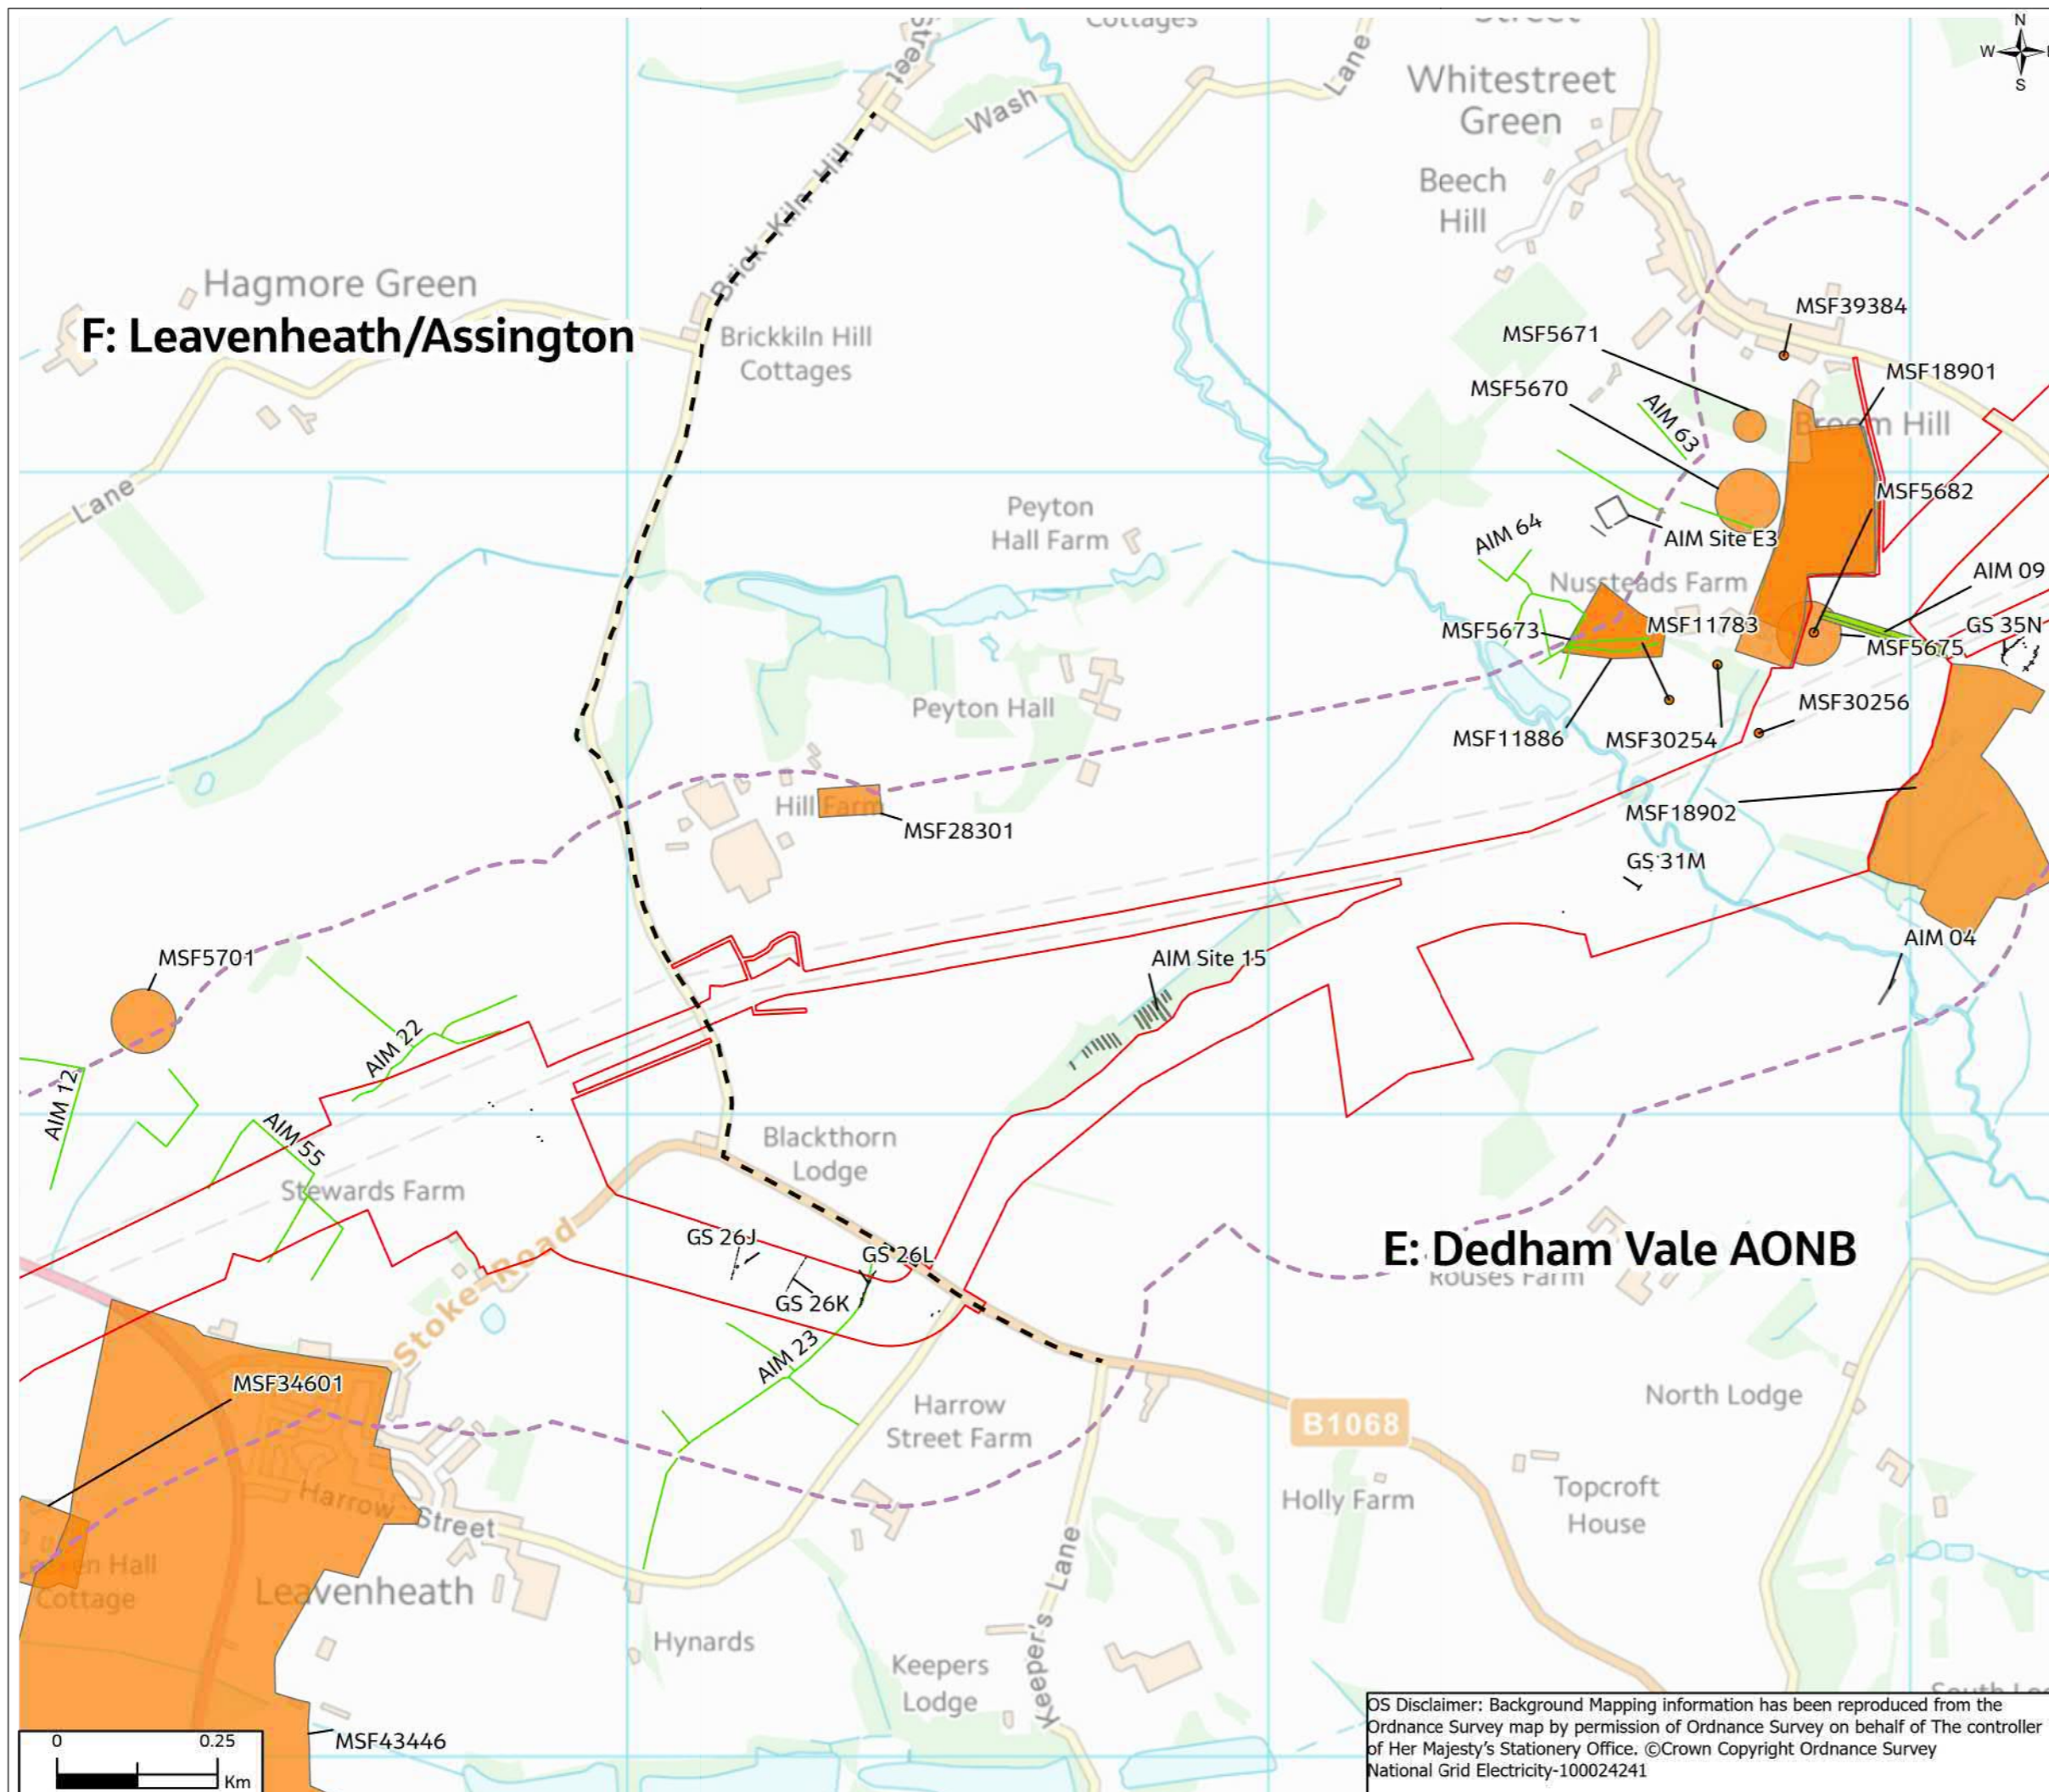 Street
Cottages
Lane
Wash
N
W
S
Whitestreet
Green
Beech
Hill
Brick Kiln Hill
Hagmore Green
F: Leavenheath/Assington
Brickkiln Hill
Cottages
MSF39384
MSF5671
MSF18901
MSF5670
AIM 63
Broom Hill
Lane
MSF5682
Peyton
Hall Farm
AIM 64
AIM Site E3
Nussteads Farm
AIM 09
MSF5673
MSF11783
GS 35N
MSF5675
Peyton Hall
MSF30256
MSF11886
MSF30254
Hill Farm
MSF18902
MSF28301
GS 31M
MSF5701
AIM Site 15
AIM 04
AIM 22
AIM 12
AIM 55
Blackthorn
Lodge
Stewards Farm
Stoke Road
GS 26J
GS 26L
E: Dedham Vale AONB
Rouses Farm
GS 26K
AIM 23
MSF34601
Harrow
Street Farm
B1068
North Lodge
Holly Farm
Topcroft
House
Harrow Street
Hall
Cottage
Leavenheath
Hynards
Keeper's Lane
Keepers
Lodge
MSF43446
0 0.25
Km
OS Disclaimer: Background Mapping information has been reproduced from the
Ordnance Survey map by permission of Ordnance Survey on behalf of The controller
of Her Majesty's Stationery Office. ©Crown Copyright Ordnance Survey
National Grid Electricity-100024241